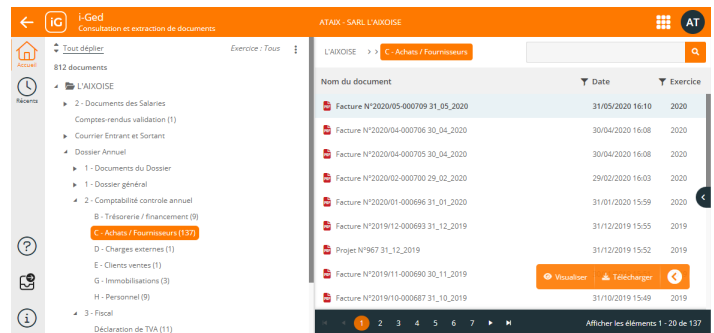 iG
i-Ged
Consultation et extraction de documents
ATAIX - SARL L'AIXOISE
AT
Accueil
Récents
Tout déplier
Exercice : Tous
812 documents
L'AIXOISE
2 - Documents des Salaries
Comptes-rendus validation (1)
Courrier Entrant et Sortant
Dossier Annuel
1 - Documents du Dossier
1 - Dossier général
2 - Comptabilité controle annuel
B - Trésorerie / financement (9)
C - Achats / Fournisseurs (137)
D - Charges externes (1)
E - Clients ventes (1)
G - Immobilisations (3)
H - Personnel (9)
3 - Fiscal
Déclaration de TVA (11)
L'AIXOISE > > C - Achats / Fournisseurs
Nom du document Date Exercice
Facture N°2020/05-000709 31_05_2020 31/05/2020 16:10 2020
Facture N°2020/04-000706 30_04_2020 30/04/2020 16:08 2020
Facture N°2020/04-000705 30_04_2020 30/04/2020 16:08 2020
Facture N°2020/02-000700 29_02_2020 29/02/2020 16:03 2020
Facture N°2020/01-000696 31_01_2020 31/01/2020 15:59 2020
Facture N°2019/12-000693 31_12_2019 31/12/2019 15:55 2019
Projet N°967 31_12_2019 31/12/2019 15:52 2019
Facture N°2019/11-000690 30_11_2019 Visualiser Télécharger
Facture N°2019/10-000687 31_10_2019 31/10/2019 15:49 2019
1 2 3 4 5 6 7 Afficher les éléments 1 - 20 de 137